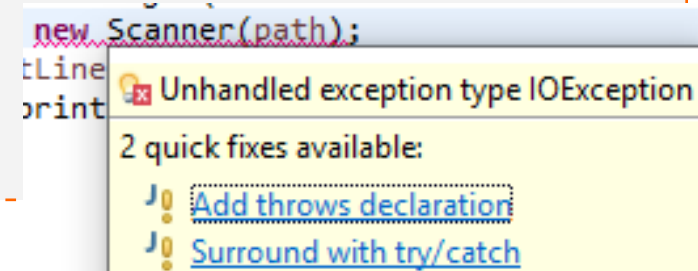 new Scanner(path);
tLine
print
Unhandled exception type IOException
2 quick fixes available:
Add throws declaration
Surround with try/catch